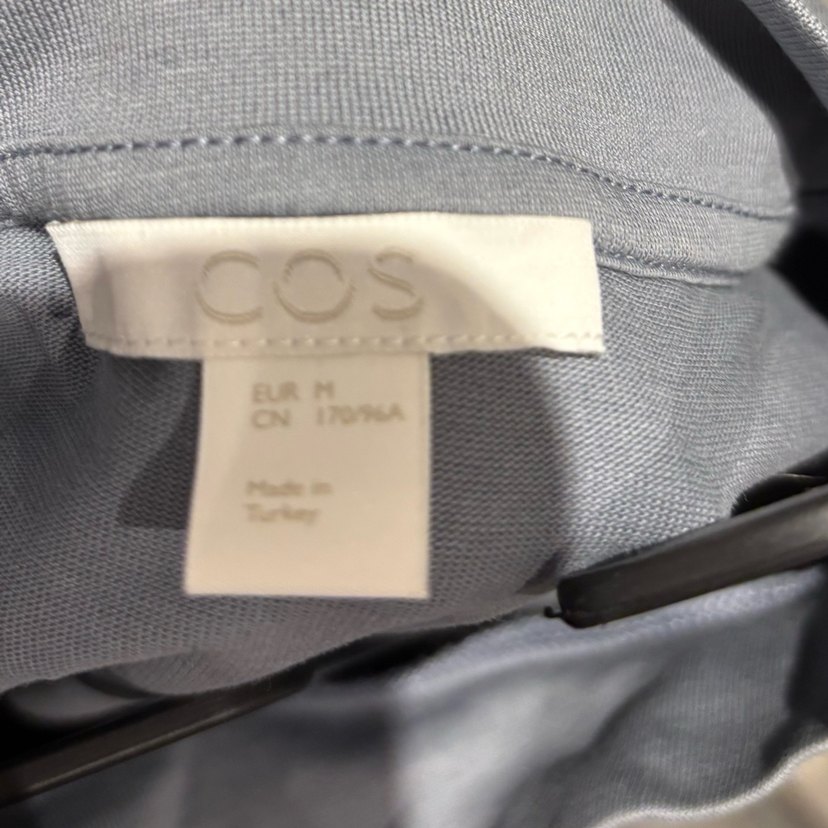 COS
EUR M
CN 170/96A
Made in
Turkey